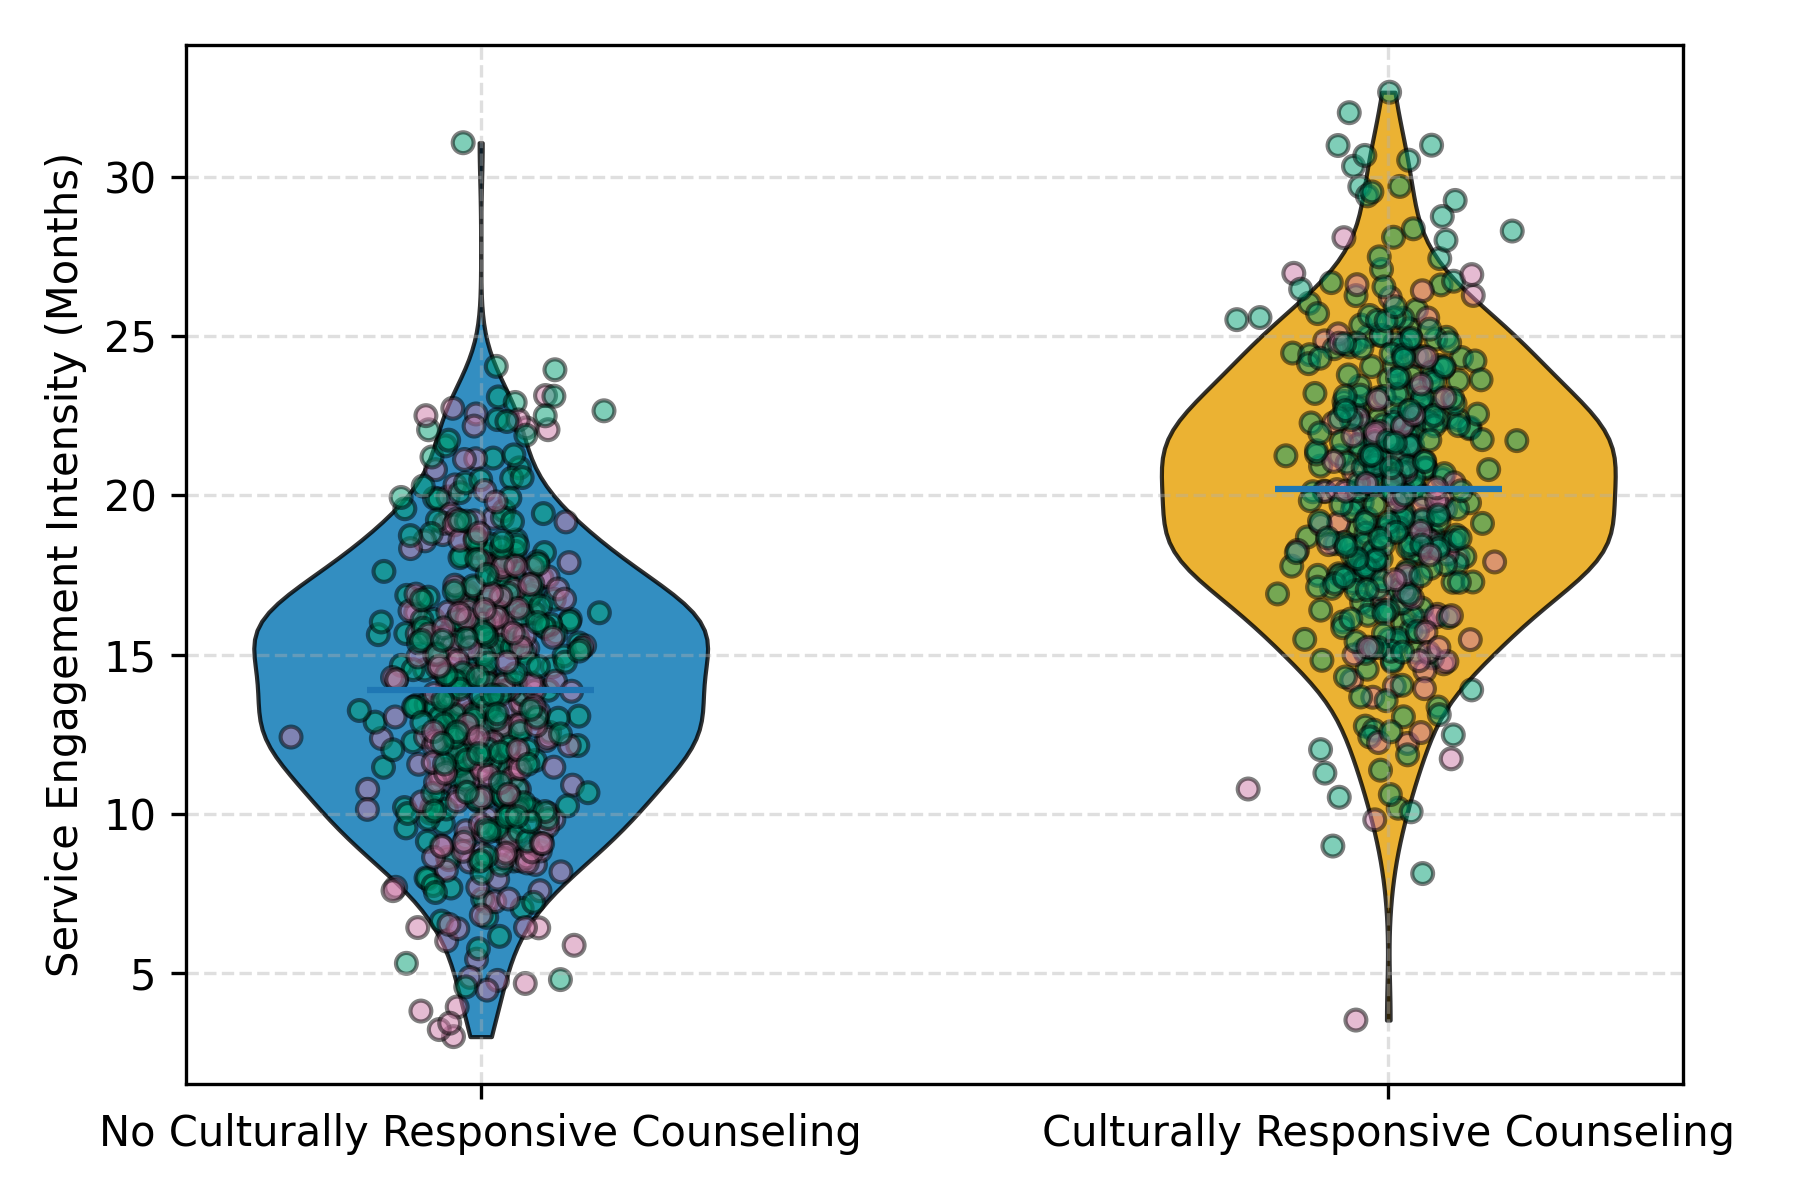 Service Engagement Intensity (Months)
30
25
20
15
10
5
No Culturally Responsive Counseling
Culturally Responsive Counseling